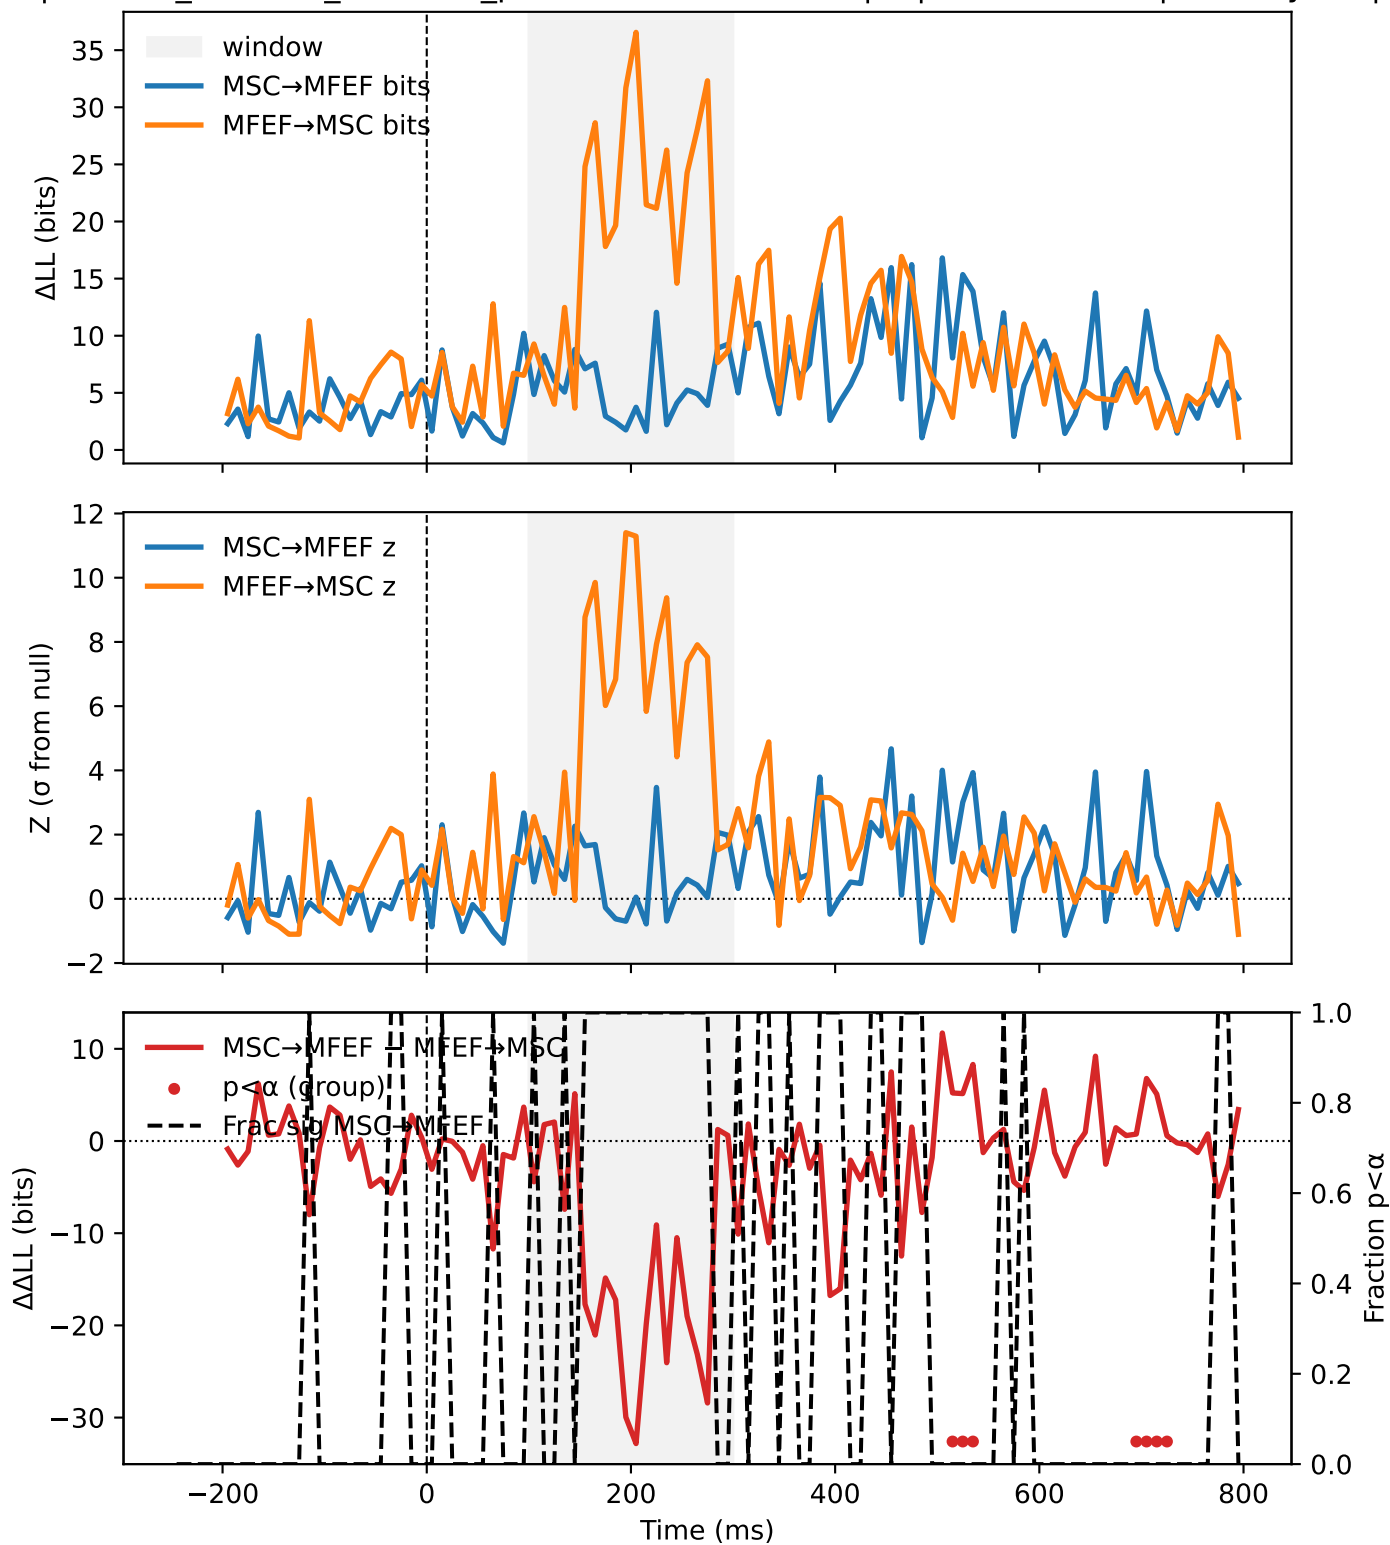 35
30
25
20
15
10
5
0
ΔLL (bits)
window
MSC→MFEF bits
MFEF→MSC bits
12
10
8
6
4
2
0
−2
Z (σ from null)
MSC→MFEF z
MFEF→MSC z
10
0
−10
−20
−30
ΔΔLL (bits)
MSC→MFEF − MFEF→MSC
p<α (group)
Frac sig MSC→MFEF
1.0
0.8
0.6
0.4
0.2
0.0
Fraction p<α
−200
0
200
400
600
800
Time (ms)